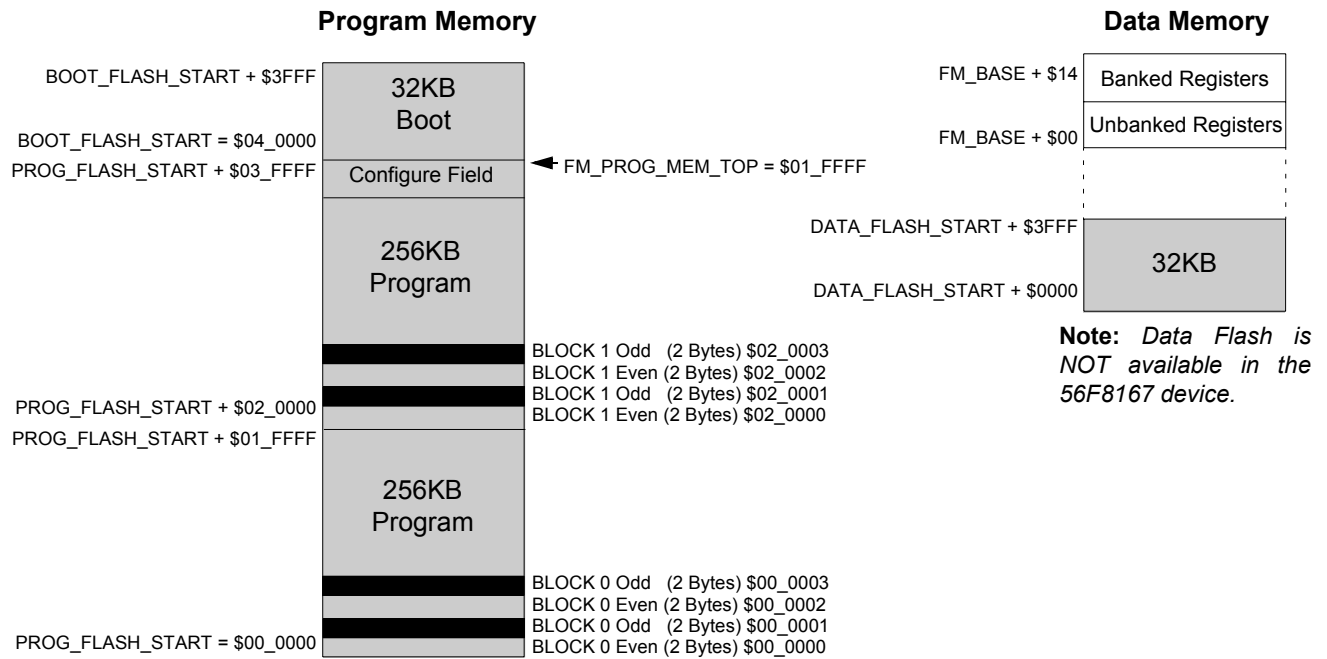 Program Memory
Data Memory
BOOT_FLASH_START + $3FFF
32KB
Boot
BOOT_FLASH_START = $04_0000
PROG_FLASH_START + $03_FFFF
Configure Field
FM_PROG_MEM_TOP = $01_FFFF
256KB
Program
BLOCK 1 Odd (2 Bytes) $02_0003
BLOCK 1 Even (2 Bytes) $02_0002
BLOCK 1 Odd (2 Bytes) $02_0001
PROG_FLASH_START + $02_0000
BLOCK 1 Even (2 Bytes) $02_0000
PROG_FLASH_START + $01_FFFF
256KB
Program
BLOCK 0 Odd (2 Bytes) $00_0003
BLOCK 0 Even (2 Bytes) $00_0002
BLOCK 0 Odd (2 Bytes) $00_0001
PROG_FLASH_START = $00_0000
BLOCK 0 Even (2 Bytes) $00_0000
FM_BASE + $14
Banked Registers
Unbanked Registers
FM_BASE + $00
DATA_FLASH_START + $3FFF
32KB
DATA_FLASH_START + $0000
Note: Data Flash is
NOT available in the
56F8167 device.